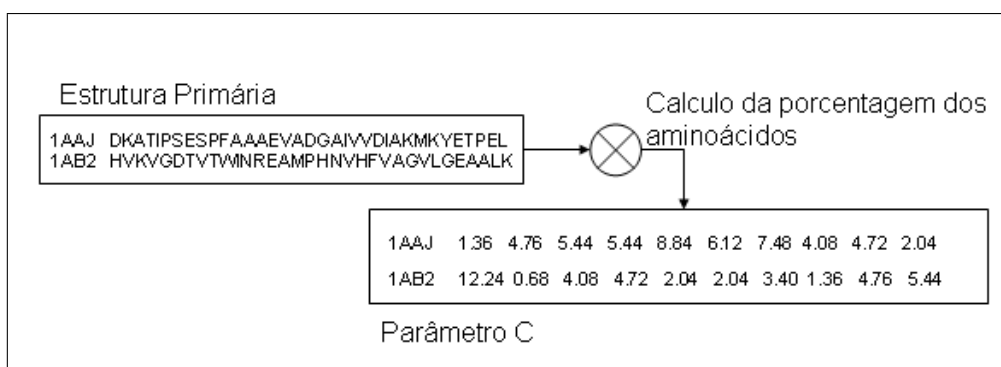 Estrutura Primária
Calculo da porcentagem dos
aminoácidos
1AAJ DKATIPSESPFAAAEVADGAIVVDIAKMKYETPEL
1AB2 HVKVGDTVTWINREAMPHNVHFVAGVLGEAALK
1AAJ 1.36 4.76 5.44 5.44 8.84 6.12 7.48 4.08 4.72 2.04
1AB2 12.24 0.68 4.08 4.72 2.04 2.04 3.40 1.36 4.76 5.44
Parâmetro C